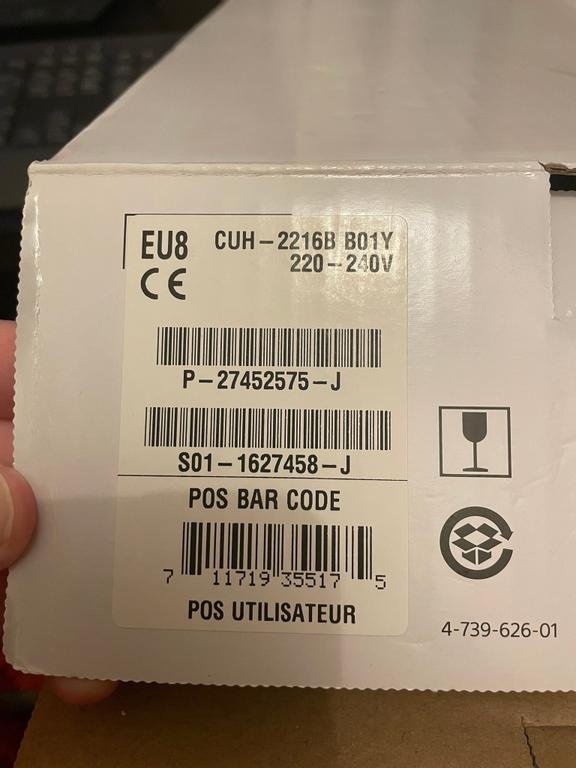 EU8 CUH-2216B B01Y
220-240V
CE
P-27452575-J
S01-1627458-J
POS BAR CODE
7 11719 35517 5
POS UTILISATEUR
4-739-626-01